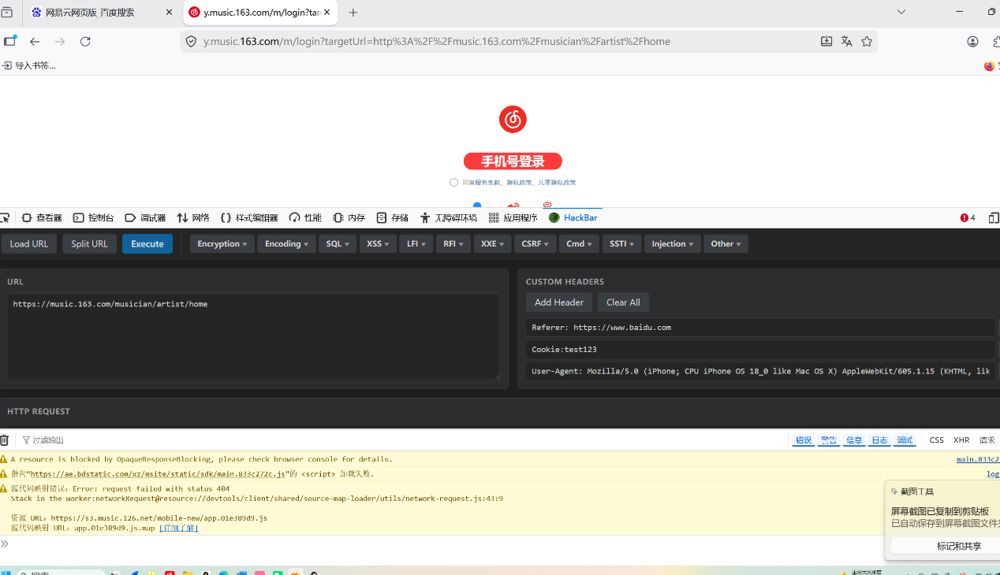 网易云网页版_百度搜索
y.music.163.com/m/login?tar
y.music.163.com/m/login?targetUrl=http%3A%2F%2Fmusic.163.com%2Fmusician%2Fartist%2Fhome
导入书签...
手机号登录
同意服务条款、隐私政策、儿童隐私政策
查看器 控制台 调试器 网络 样式编辑器 性能 内存 存储 无障碍环境 应用程序 HackBar 4
Load URL Split URL Execute Encryption Encoding SQL XSS LFI RFI XXE CSRF Cmd SSTI Injection Other
URL
https://music.163.com/musician/artist/home
CUSTOM HEADERS
Add Header Clear All
Referer: https://www.baidu.com
Cookie:test123
User-Agent: Mozilla/5.0 (iPhone; CPU iPhone OS 18_0 like Mac OS X) AppleWebKit/605.1.15 (KHTML, lik
HTTP REQUEST
过滤输出 错误 警告 信息 日志 调试 CSS XHR 请求
A resource is blocked by OpaqueResponseBlocking, please check browser console for details. main.833c2
指向“https://ae.bdstatic.com/xz/msite/static/sdk/main.833c272c.js”的 <script> 加载失败. log
源代码映射错误：Error: request failed with status 404
Stack in the worker:networkRequest@resource://devtools/client/shared/source-map-loader/utils/network-request.js:43:9
资源 URL：https://s3.music.126.net/mobile-new/app.01e389d9.js
源代码映射 URL：app.01e389d9.js.map [详细了解]
截图工具
屏幕截图已复制到剪贴板
已自动保存到屏幕截图文件
标记和共享
搜索